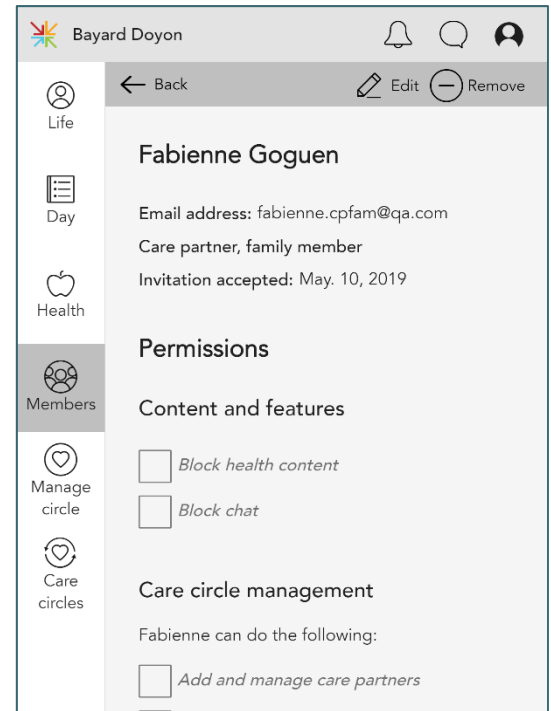 Bayard Doyon
Back
Edit
Remove
Life
Day
Health
Members
Manage
circle
Care
circles
Fabienne Goguen
Email address: fabienne.cpfam@qa.com
Care partner, family member
Invitation accepted: May. 10, 2019
Permissions
Content and features
Block health content
Block chat
Care circle management
Fabienne can do the following:
Add and manage care partners